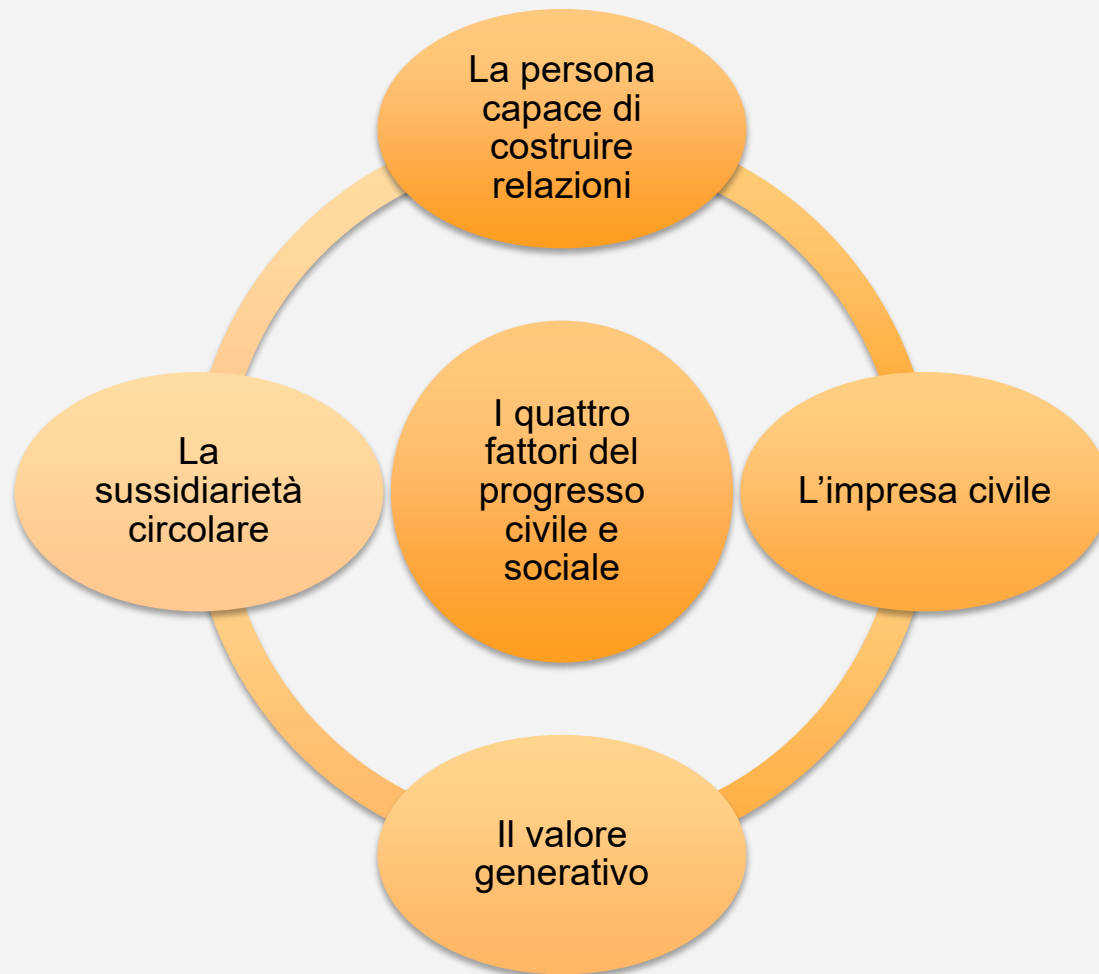 La persona
capace di
costruire
relazioni
I quattro
fattori del
progresso
civile e
sociale
La
sussidiarietà
circolare
L’impresa civile
Il valore
generativo